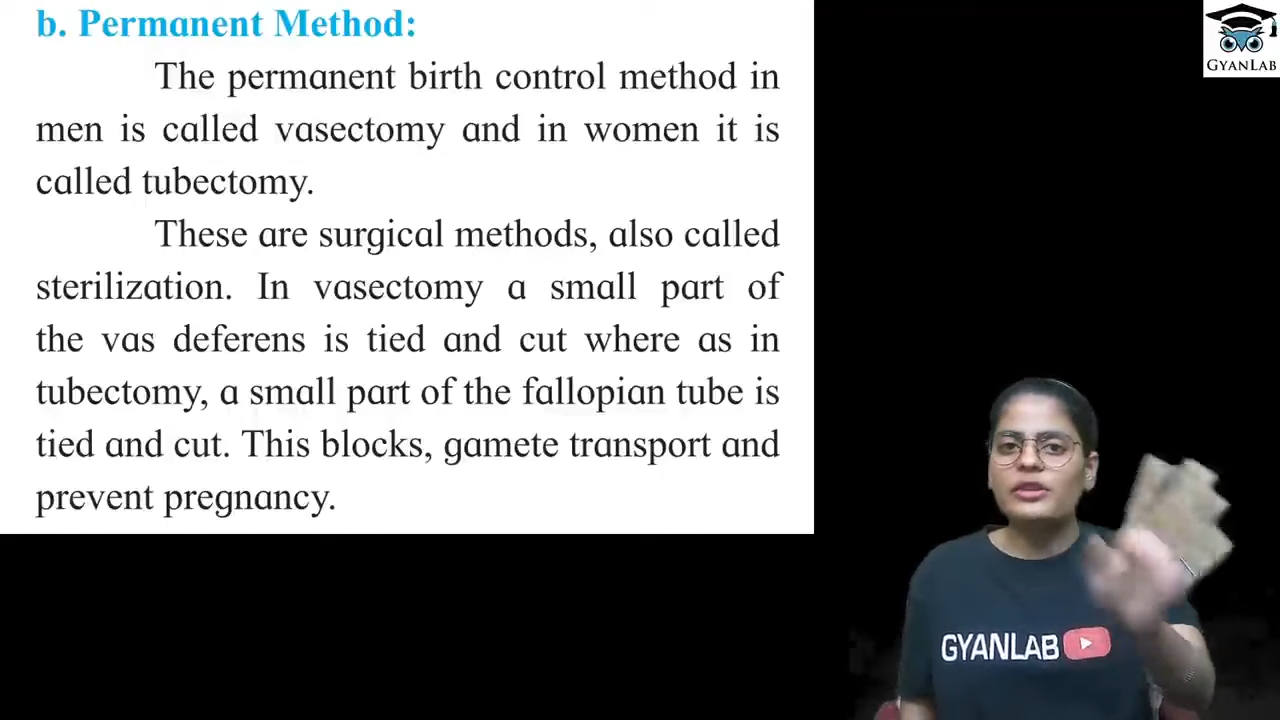 b. Permanent Method:
The permanent birth control method in
men is called vasectomy and in women it is
called tubectomy.
These are surgical methods, also called
sterilization. In vasectomy a small part of
the vas deferens is tied and cut where as in
tubectomy, a small part of the fallopian tube is
tied and cut. This blocks, gamete transport and
prevent pregnancy.
GYANLAB
GYANLAB